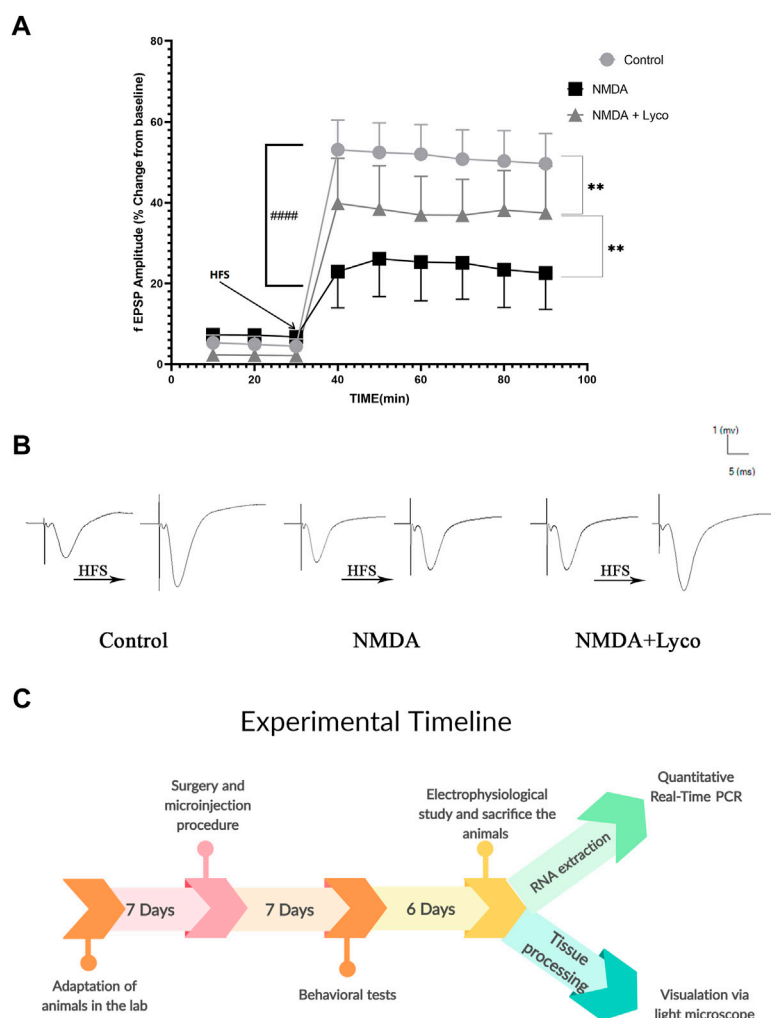 A
80
60
40
20
0
f EPSP Amplitude (% Change from baseline)
Control
NMDA
NMDA + Lyco
####
**
**
HFS
0 20 40 60 80 100
TIME(min)
B
1 (mv)
5 (ms)
HFS HFS HFS
Control NMDA NMDA+Lyco
C
Experimental Timeline
Surgery and
microinjection
procedure
Electrophysiological
study and sacrifice the
animals
Quantitative
Real-Time PCR
RNA extraction
7 Days 7 Days 6 Days
Tissue
processing
Adaptation of
animals in the lab
Behavioral tests
Visualation via
light microscope